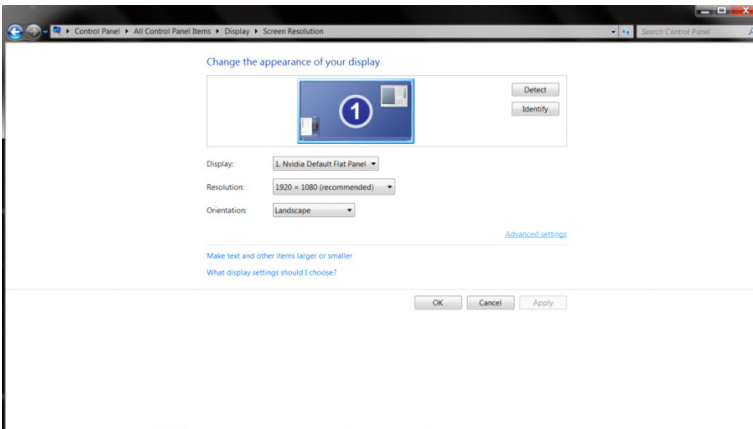 Control Panel ▸ All Control Panel Items ▸ Display ▸ Screen Resolution
Search Control Panel
Change the appearance of your display
1
Detect
Identify
Display: 1. Nvidia Default Flat Panel
Resolution: 1920 × 1080 (recommended)
Orientation: Landscape
Advanced settings
Make text and other items larger or smaller
What display settings should I choose?
OK Cancel Apply